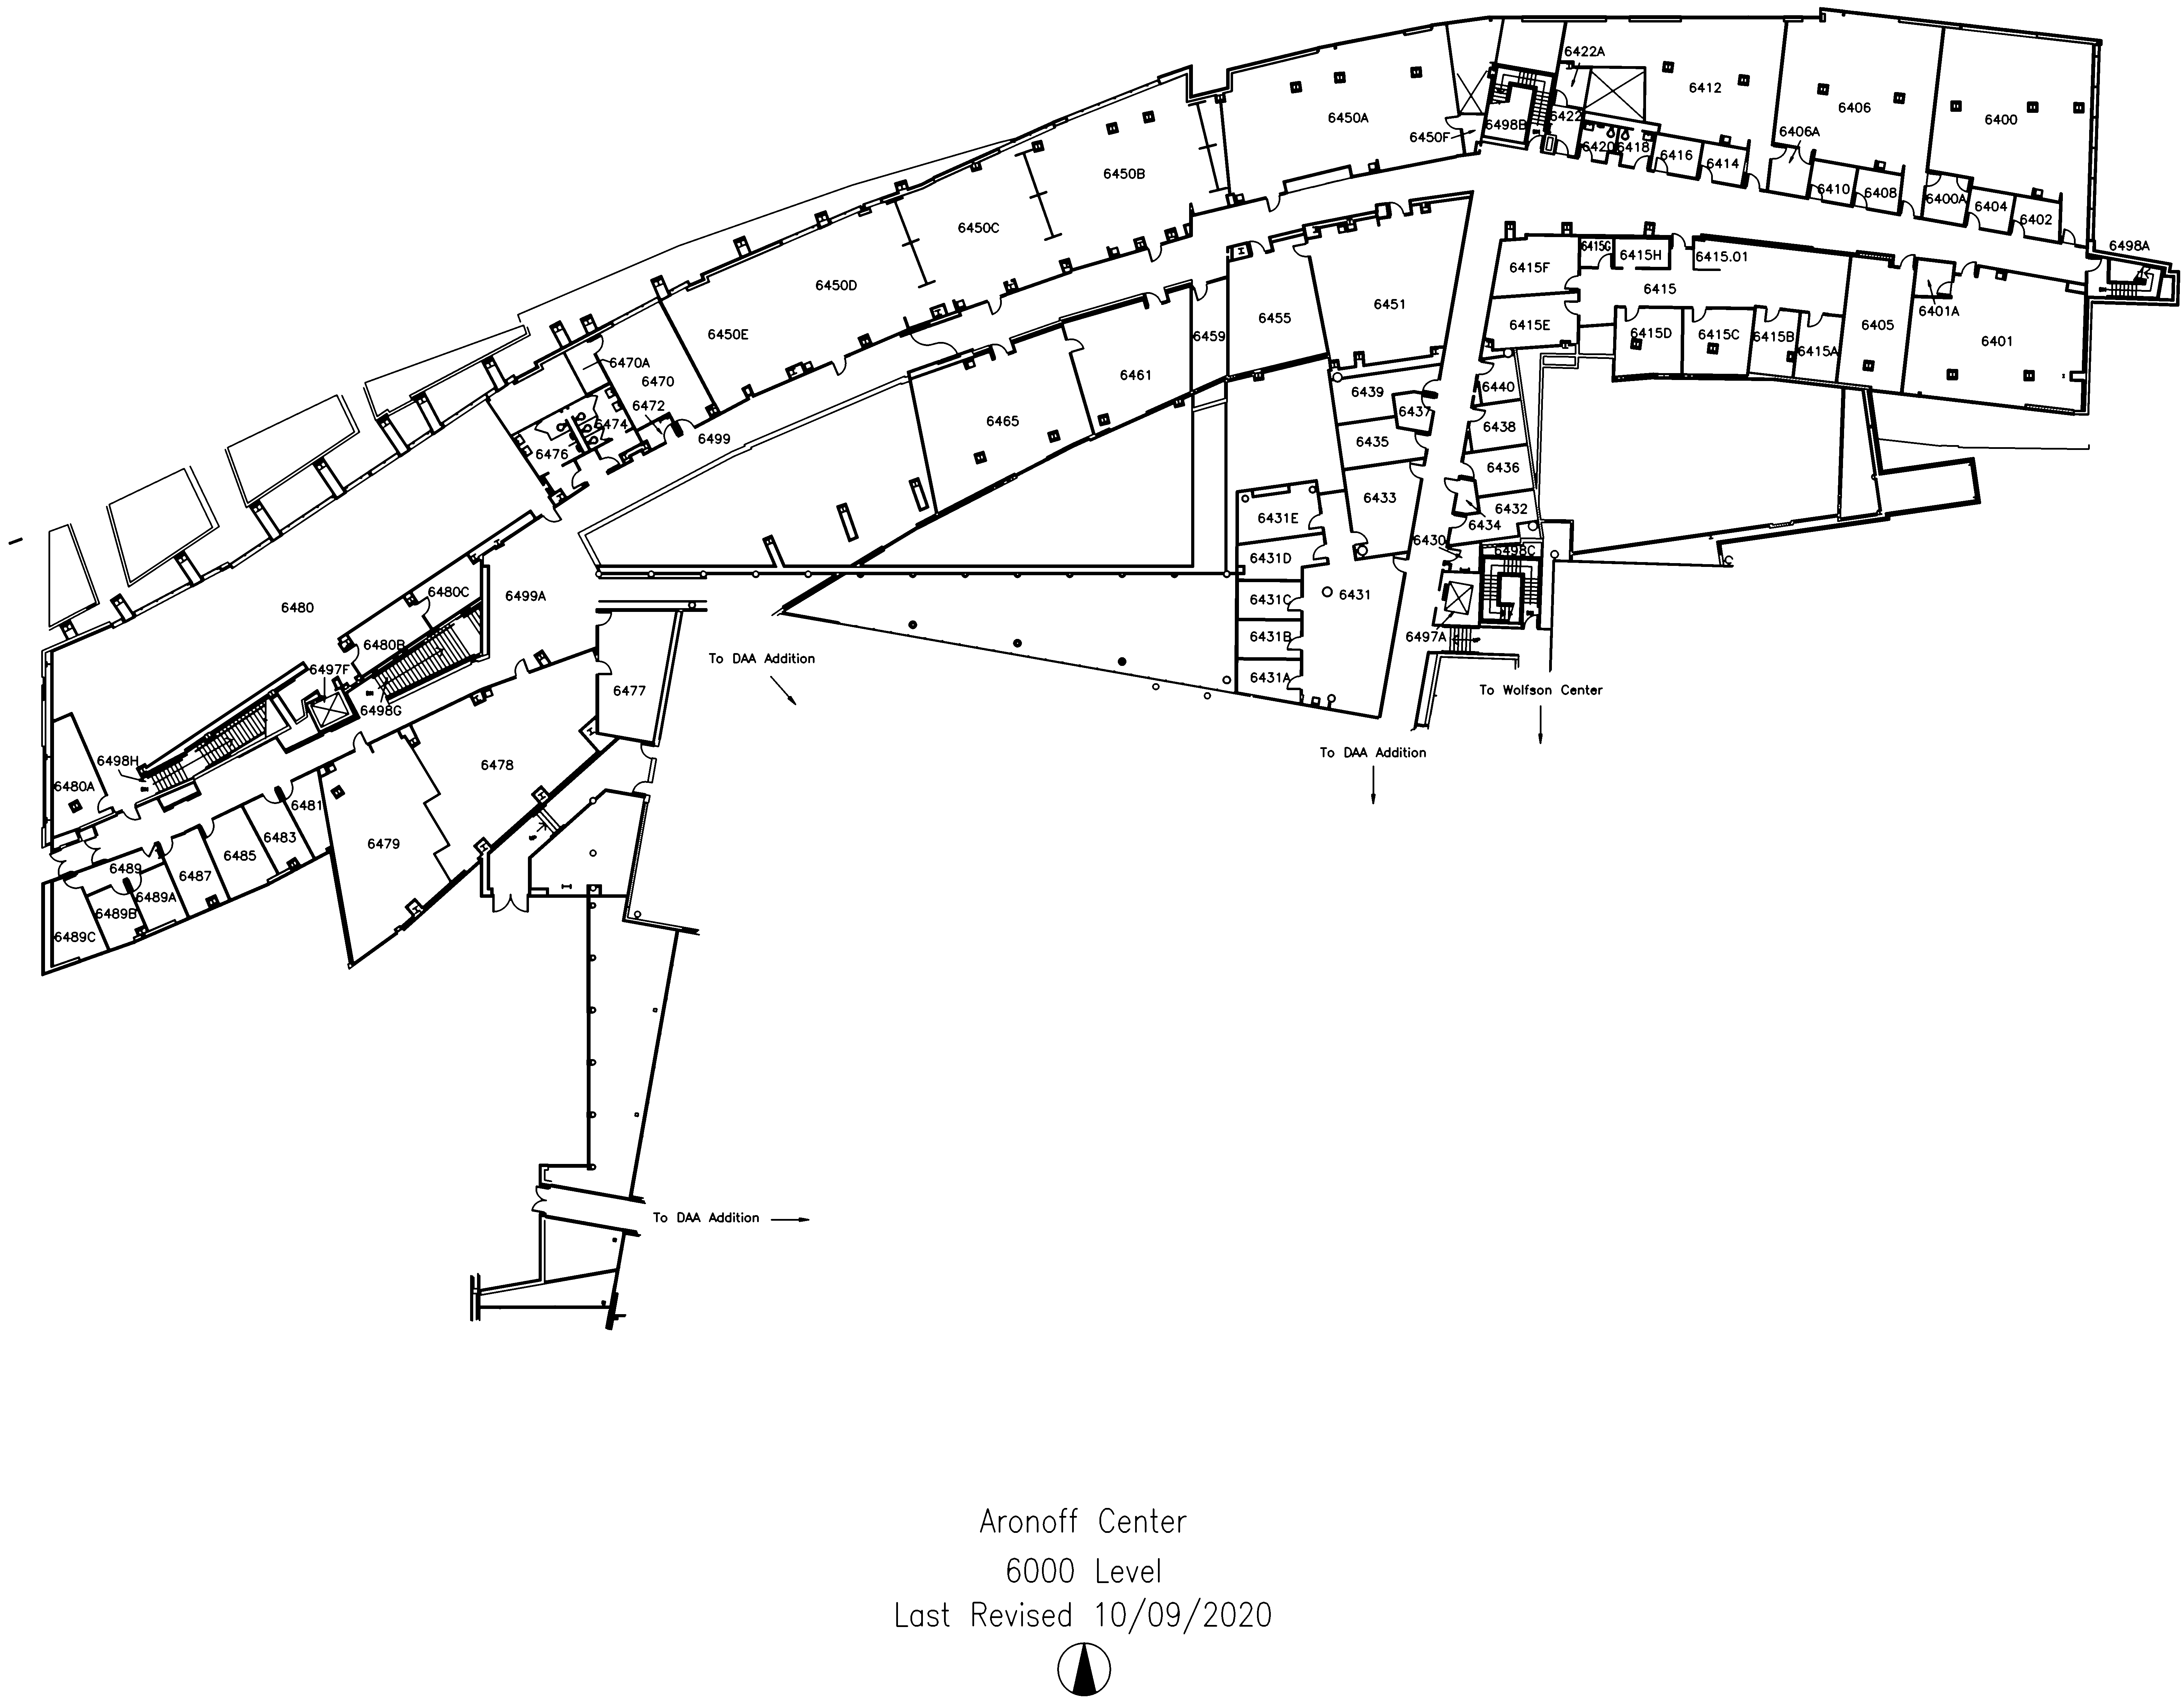 6422A
6412
6406
6400
6450A
6498B
6422
6450F
6406A
6420
6418
6416
6414
6410
6408
6400A
6404
6402
6498A
6450B
6450C
6450D
6450E
6415G
6415H
6415.01
6415F
6415
6415E
6415D
6415C
6415B
6415A
6405
6401A
6401
6451
6455
6459
6461
6465
6470A
6470
6472
6474
6476
6499
6439
6437
6435
6433
6440
6438
6436
6432
6434
6430
6498C
6497A
6431E
6431D
6431C
6431B
6431A
6431
6480
6480C
6499A
6480B
6497F
6498G
6477
6478
6498H
6480A
6481
6483
6485
6487
6489
6489A
6489B
6489C
6479
To DAA Addition
To Wolfson Center
To DAA Addition
To DAA Addition
Aronoff Center
6000 Level
Last Revised 10/09/2020